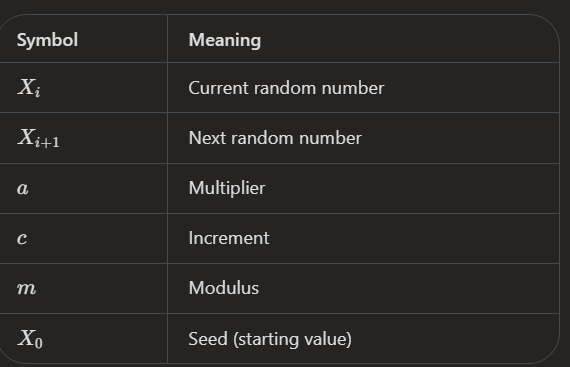 Symbol Meaning
Xᵢ Current random number
Xᵢ₊₁ Next random number
a Multiplier
c Increment
m Modulus
X₀ Seed (starting value)